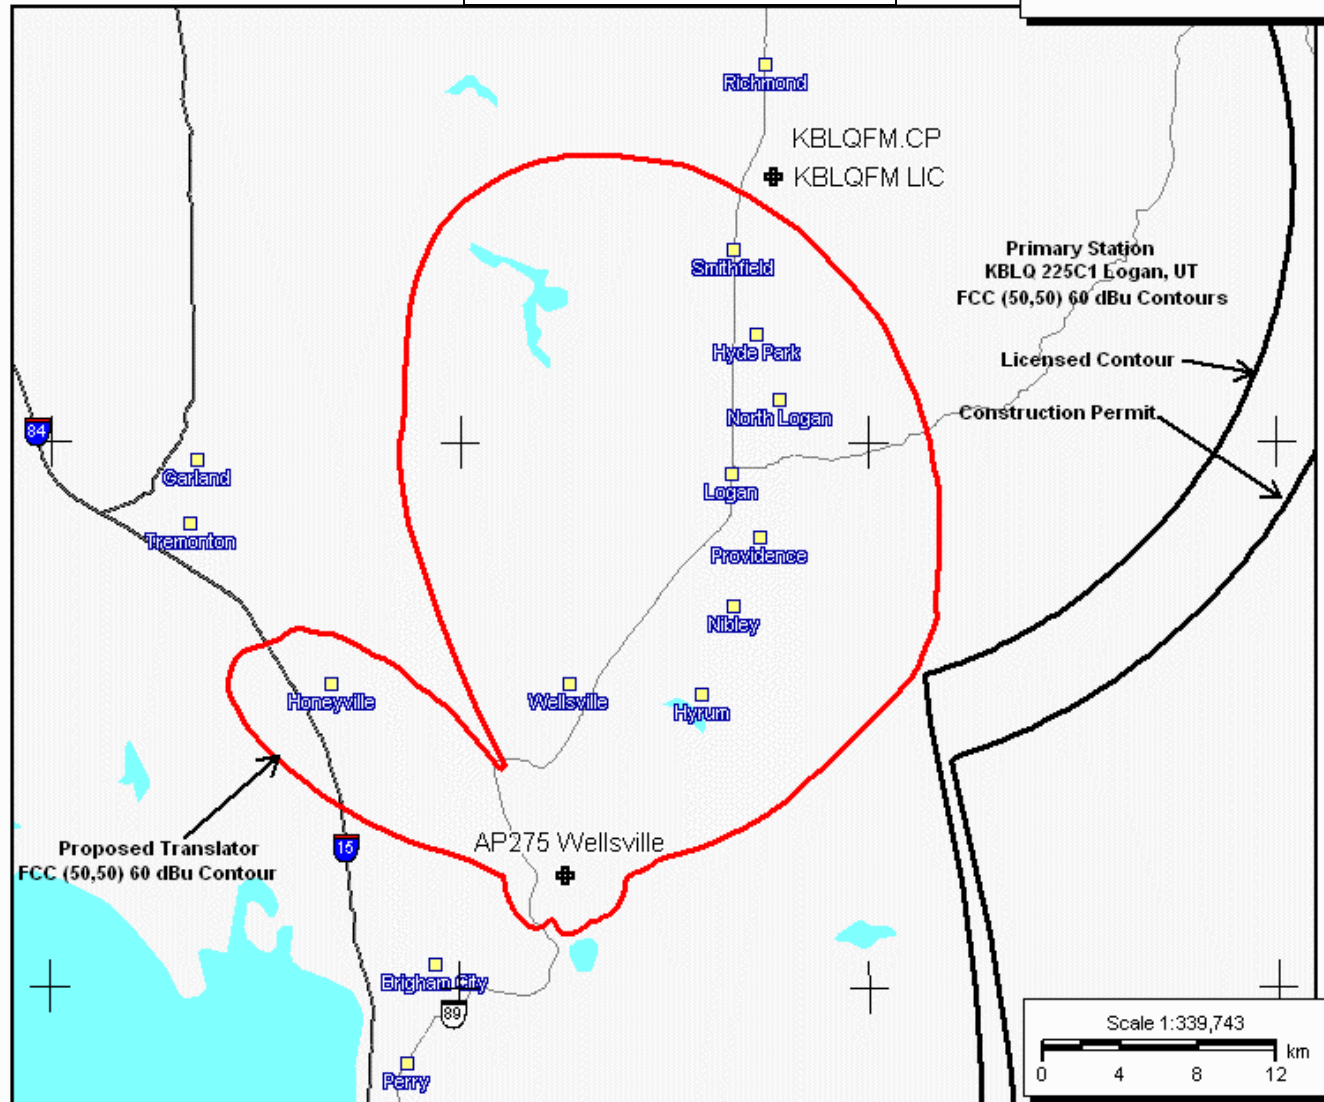 Richmond
KBLQFM.CP
KBLQFM LIC
Smithfield
Primary Station
KBLQ 225C1 Logan, UT
FCC (50,50) 60 dBu Contours
Hyde Park
Licensed Contour
North Logan
Construction Permit
84
Garland
Logan
Tremonton
Providence
Nibley
Honeyville
Wellsville
Hyrum
AP275 Wellsville
Proposed Translator
FCC (50,50) 60 dBu Contour
15
Brigham City
89
Perry
Scale 1:339,743
km
0 4 8 12